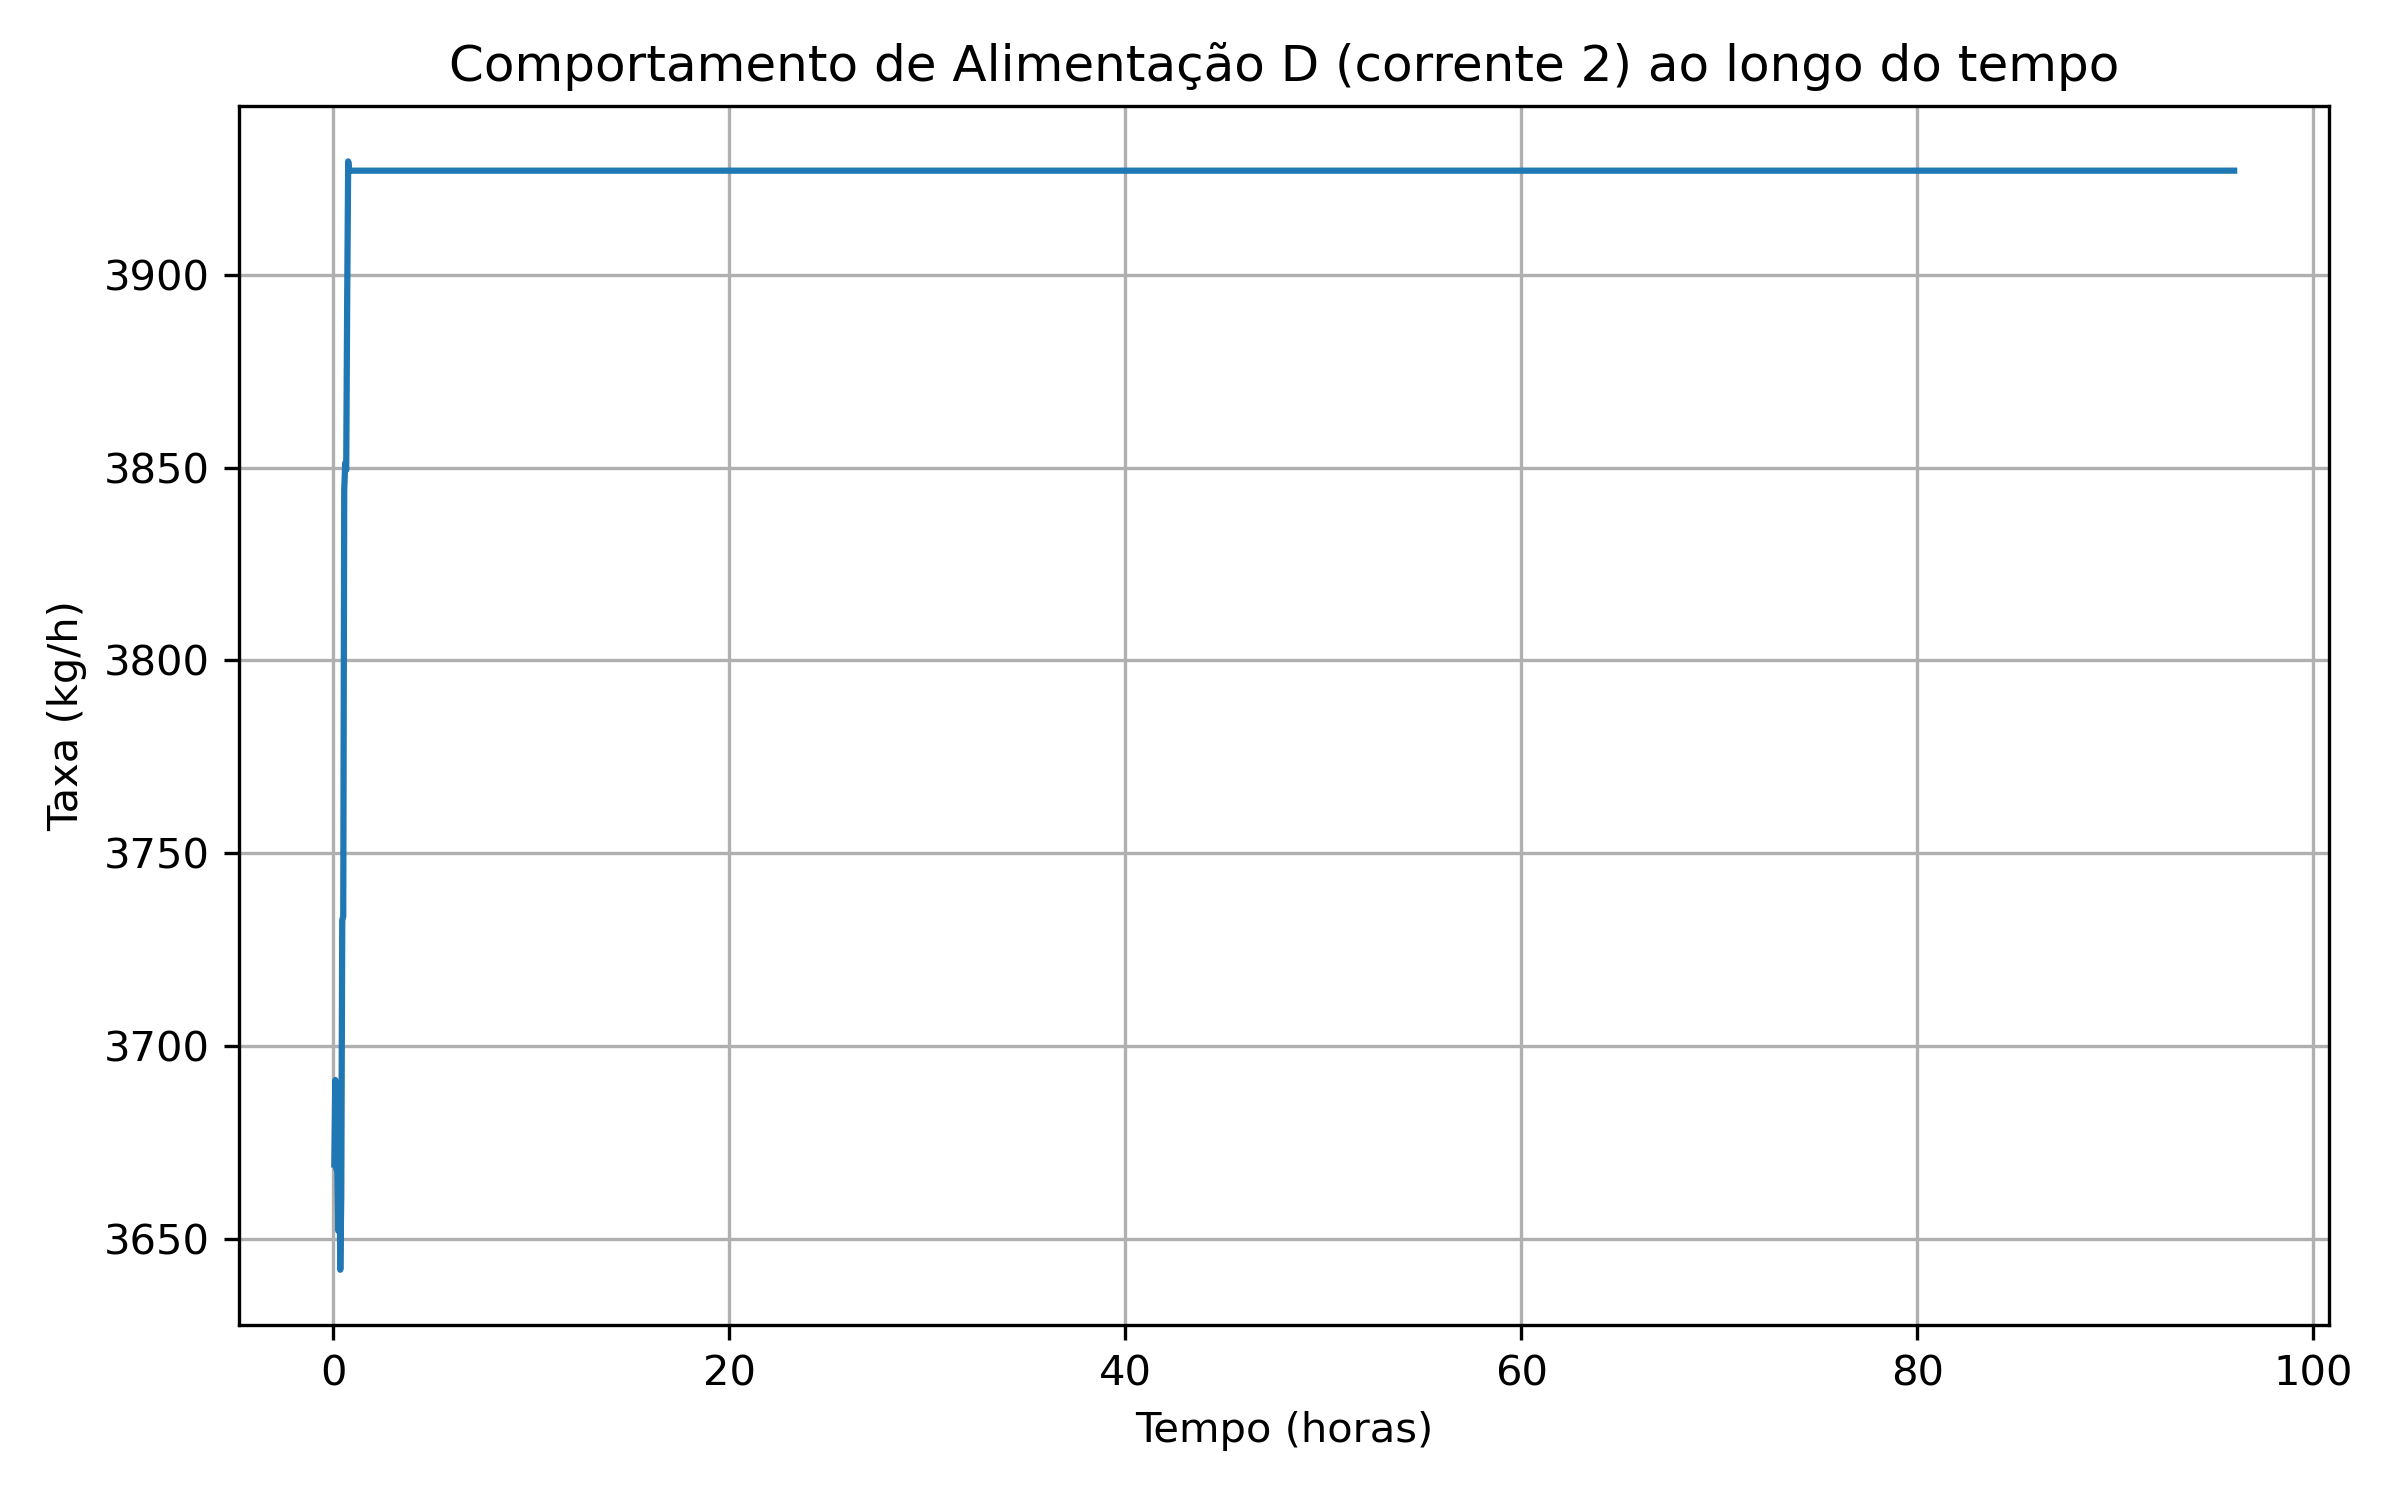 Comportamento de Alimentação D (corrente 2) ao longo do tempo
Taxa (kg/h)
3900
3850
3800
3750
3700
3650
0 20 40 60 80 100
Tempo (horas)